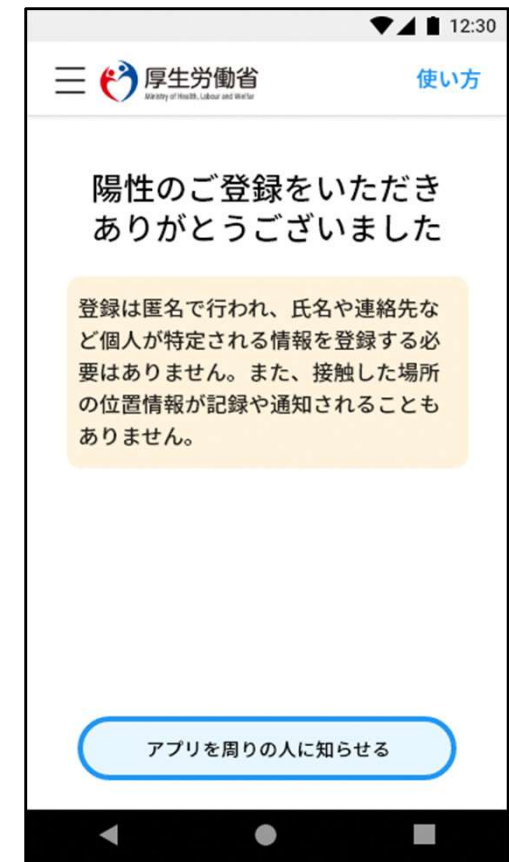 12:30
厚生労働省
Ministry of Health, Labour and Welfar
使い方
陽性のご登録をいただき
ありがとうございました
登録は匿名で行われ、氏名や連絡先な
ど個人が特定される情報を登録する必
要はありません。また、接触した場所
の位置情報が記録や通知されることも
ありません。
アプリを周りの人に知らせる